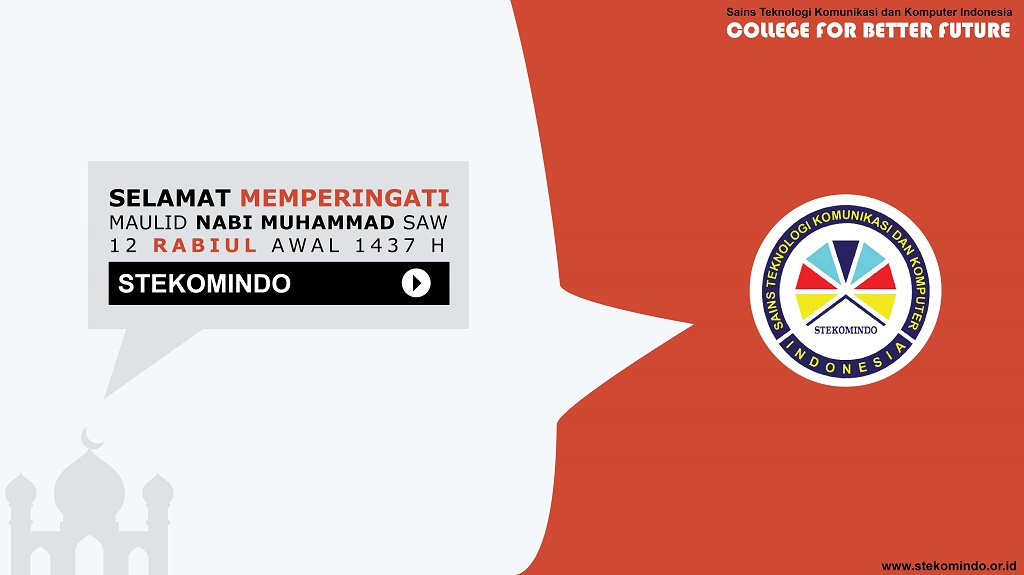 Sains Teknologi Komunikasi dan Komputer Indonesia
COLLEGE FOR BETTER FUTURE
SELAMAT MEMPERINGATI
MAULID NABI MUHAMMAD SAW
12 RABIUL AWAL 1437 H
STEKOMINDO
SAINS TEKNOLOGI KOMUNIKASI DAN KOMPUTER
STEKOMINDO
INDONESIA
www.stekomindo.or.id